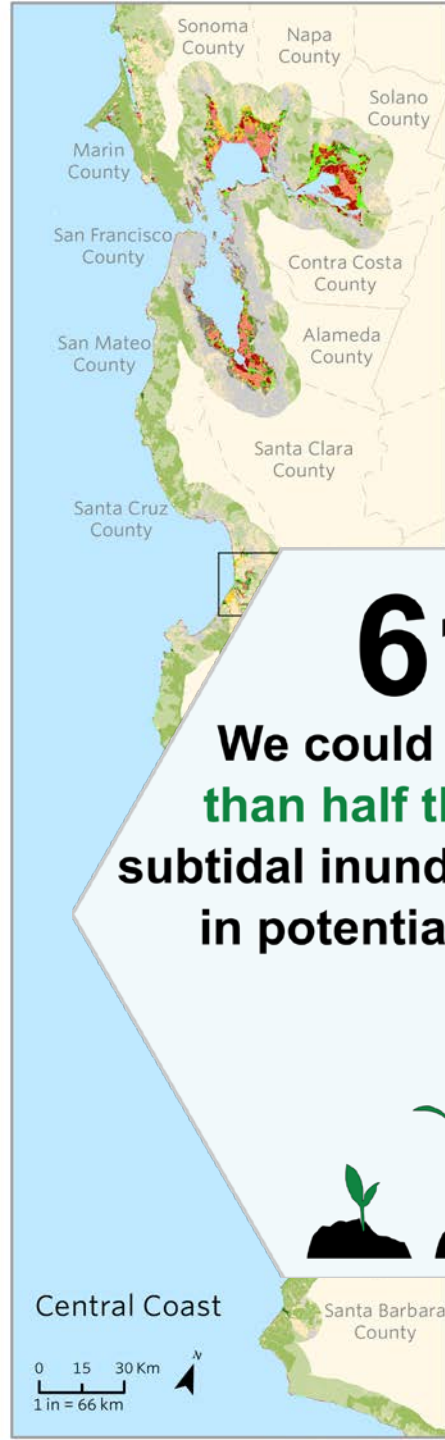 Sonoma
County
Napa
County
Solano
County
Marin
County
San Francisco
County
Contra Costa
County
San Mateo
County
Alameda
County
Santa Clara
County
Santa Cruz
County
6
We could
than half
subtidal inund
in potentia
Central Coast
Santa Barbara
County
0 15 30 Km
N
1 in = 66 km